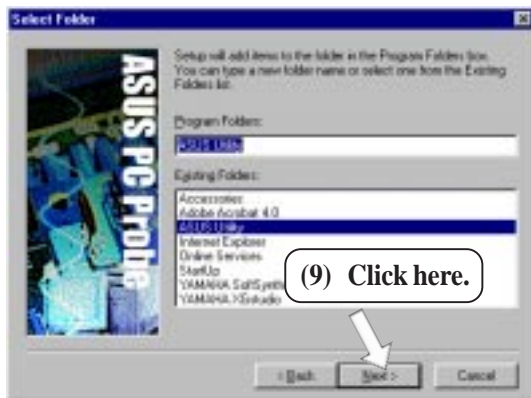 Select Folder
ASUS PC Probe
Setup will add items to the folder in the Program Folders box.
You can type a new folder name or select one from the Existing
Folders list.
Program Folders:
ASUS Utility
Existing Folders:
Accessories
Adobe Acrobat 4.0
ASUS Utility
Internet Explorer
Online Services
StartUp
YAMAHA SoftSynth
YAMAHA XGstudio
(9) Click here.
< Back
Next >
Cancel